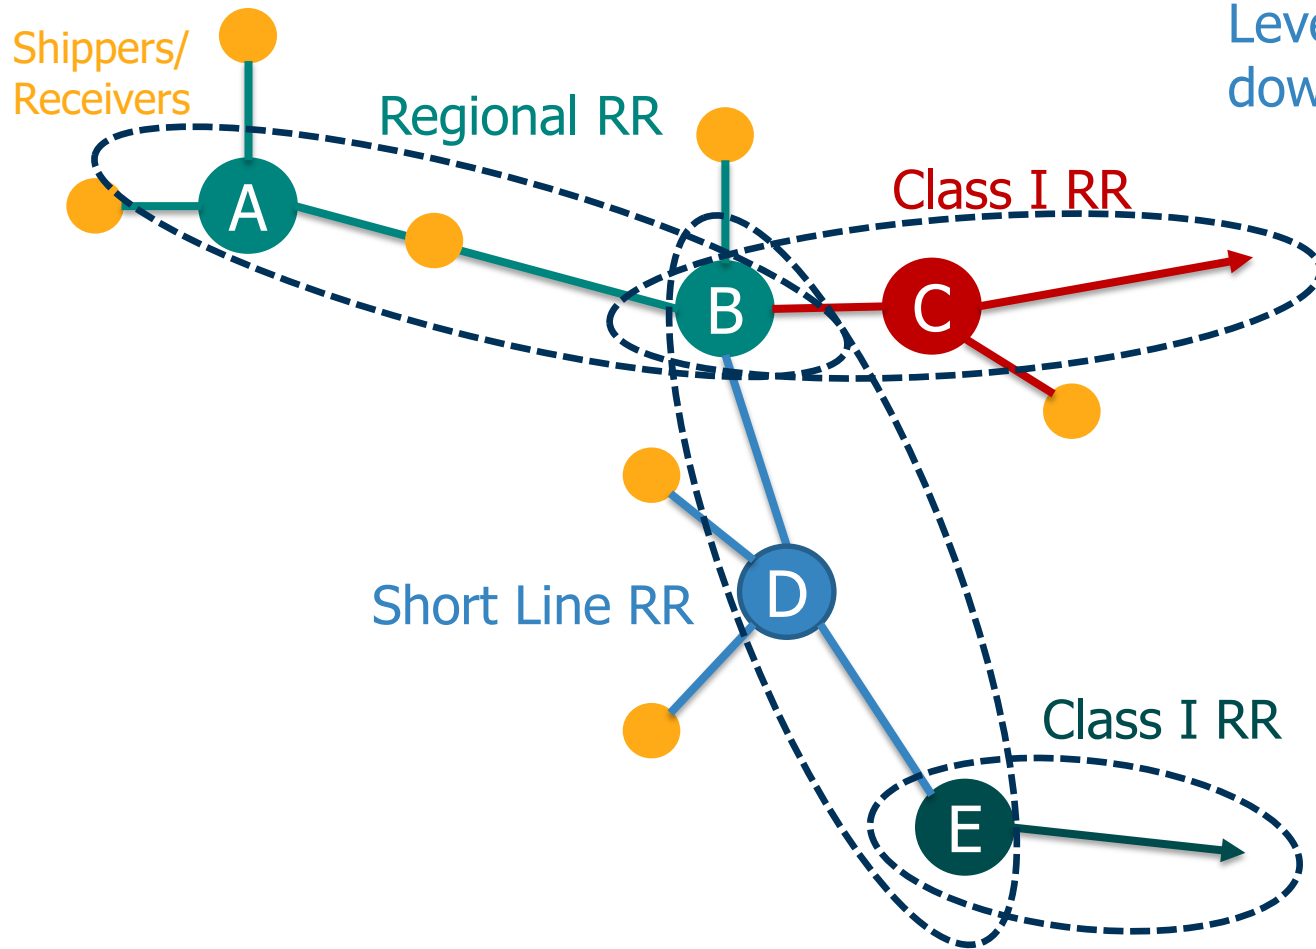 Shippers/
Receivers
Regional RR
Class I RR
A
B
C
Short Line RR
D
Class I RR
E